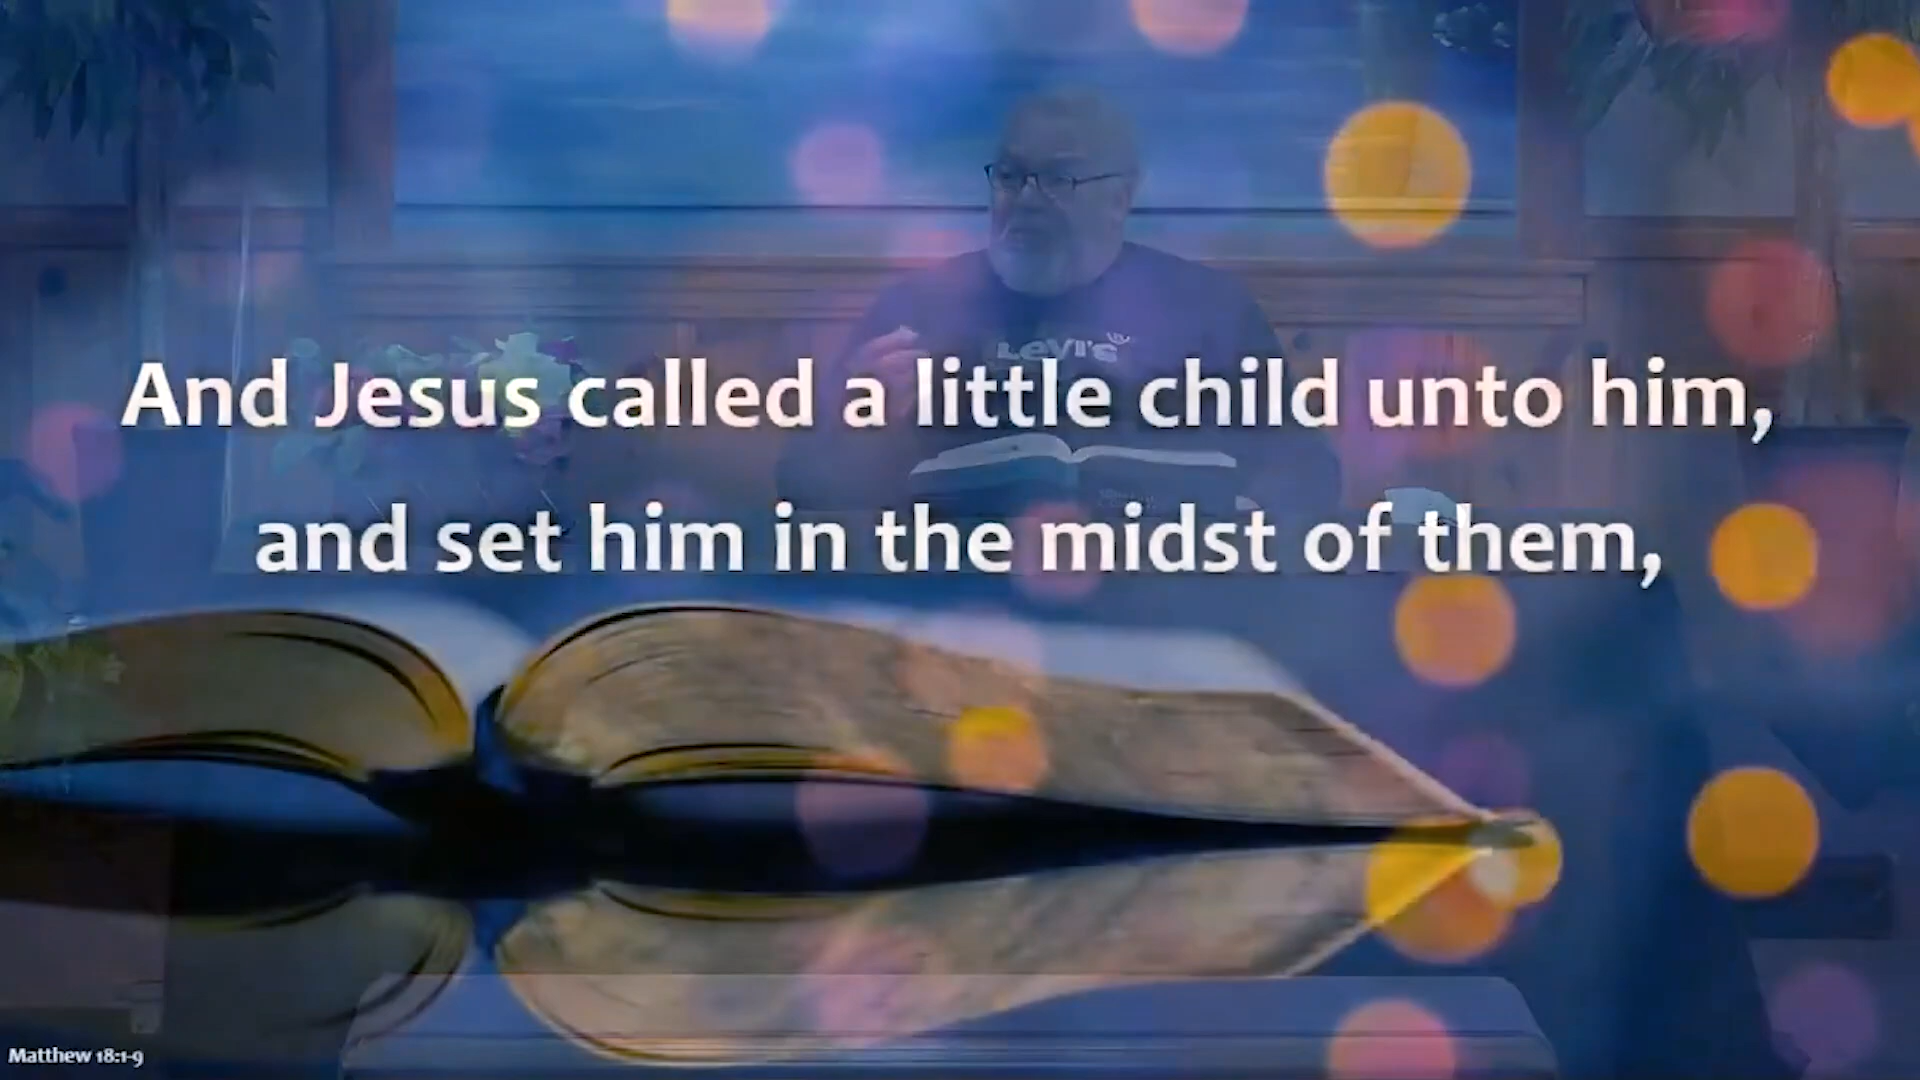 Levi's
And Jesus called a little child unto him,
and set him in the midst of them,
Matthew 18:1-9